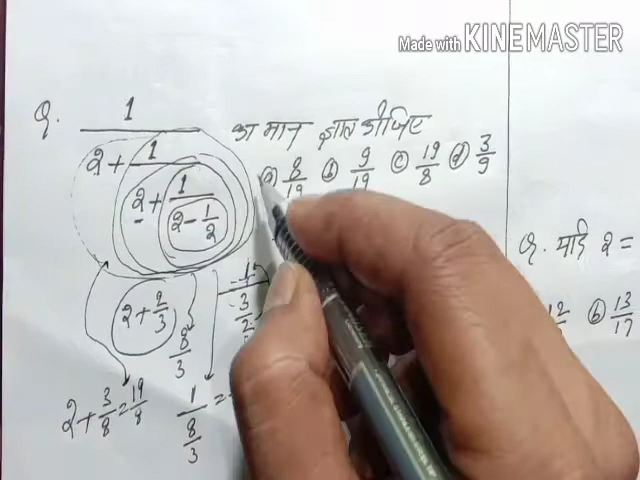 Made with KINEMASTER
Q. 1
2 + 1
2 + 1
2 - 1/2
का मान ज्ञात कीजिए
ⓐ 8/19 ⓑ 9/19 ⓒ 19/8 ⓓ 3/9
Q. यदि 2 =
ⓑ 13/17
2 + 2/3
8/3
3/2
2 + 3/8 = 19/8
1 =
8/3